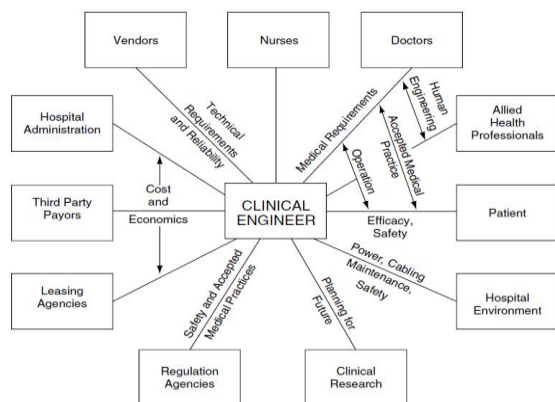 Vendors
Nurses
Doctors
Hospital
Administration
Technical
Requirements
and Reliability
Medical Requirements
Human
Engineering
Allied
Health
Professionals
Accepted Medical
Practice
Operation
Third Party
Payors
Cost
and
Economics
CLINICAL
ENGINEER
Efficacy,
Safety
Patient
Leasing
Agencies
Safety and Accepted
Medical Practices
Planning for
Future
Power, Cabling
Maintenance,
Safety
Hospital
Environment
Regulation
Agencies
Clinical
Research